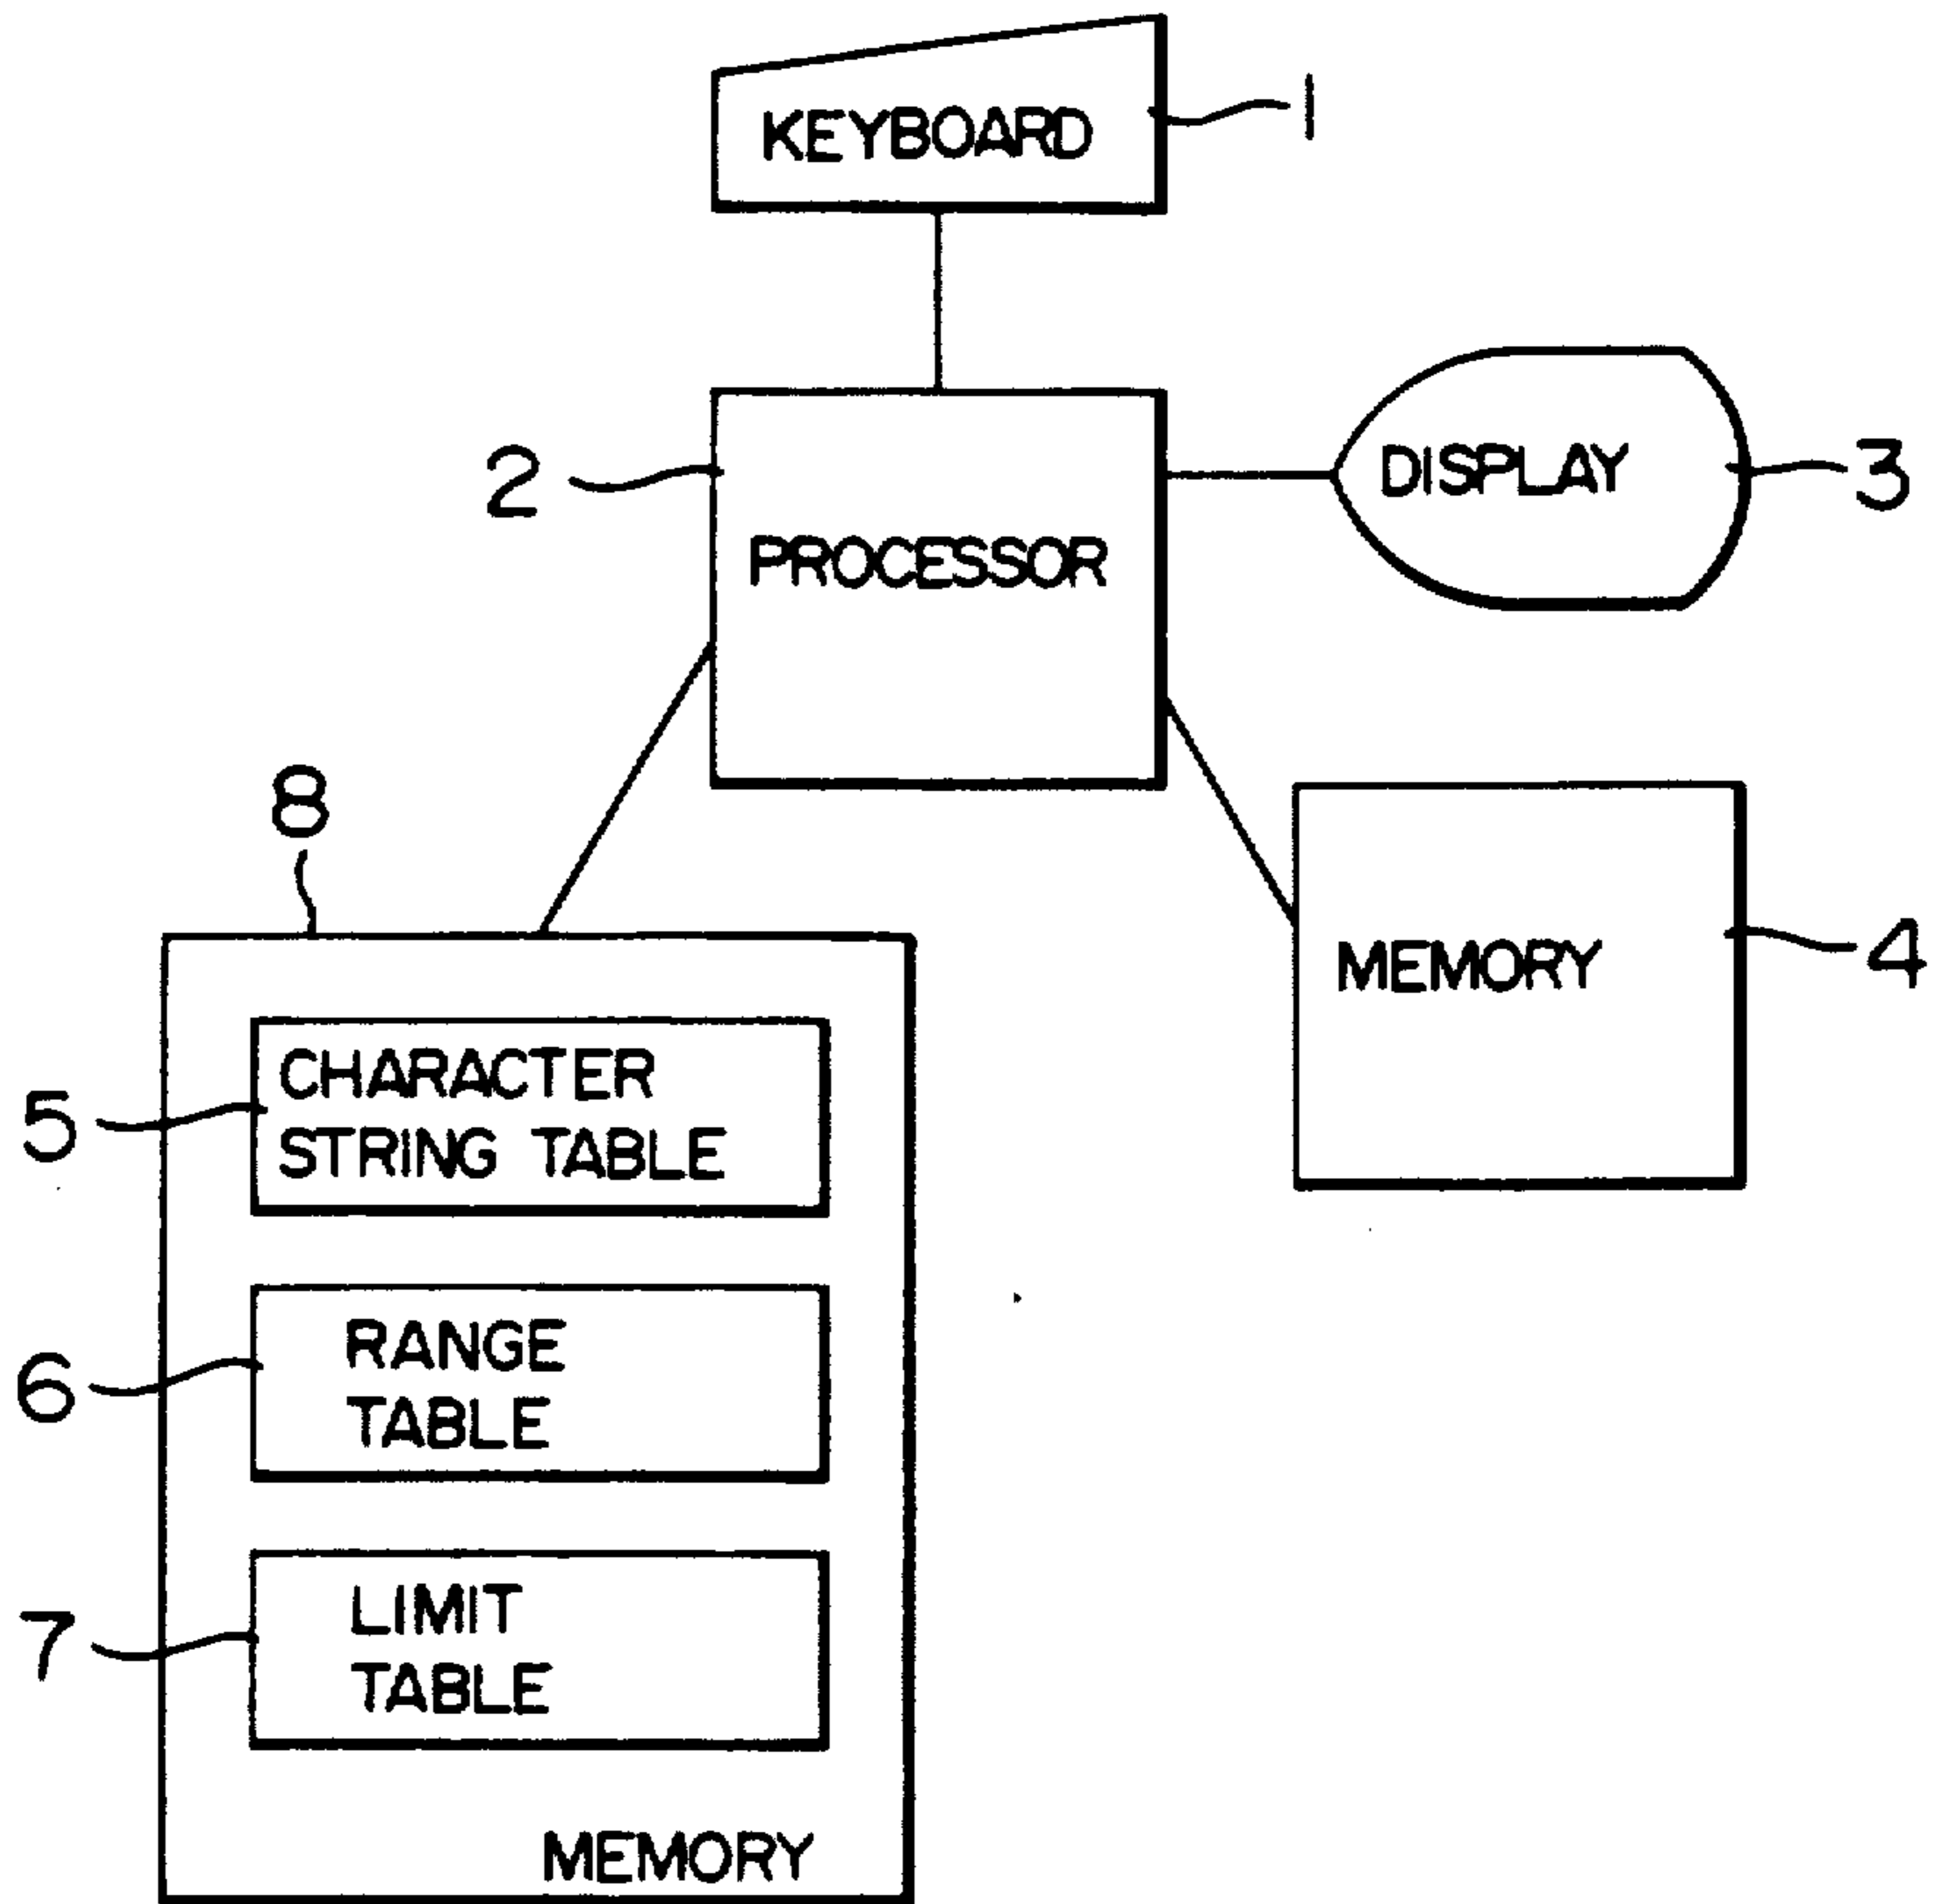 KEYBOARD
1
2
PROCESSOR
DISPLAY
3
8
MEMORY
4
5
CHARACTER
STRING TABLE
6
RANGE
TABLE
7
LIMIT
TABLE
MEMORY